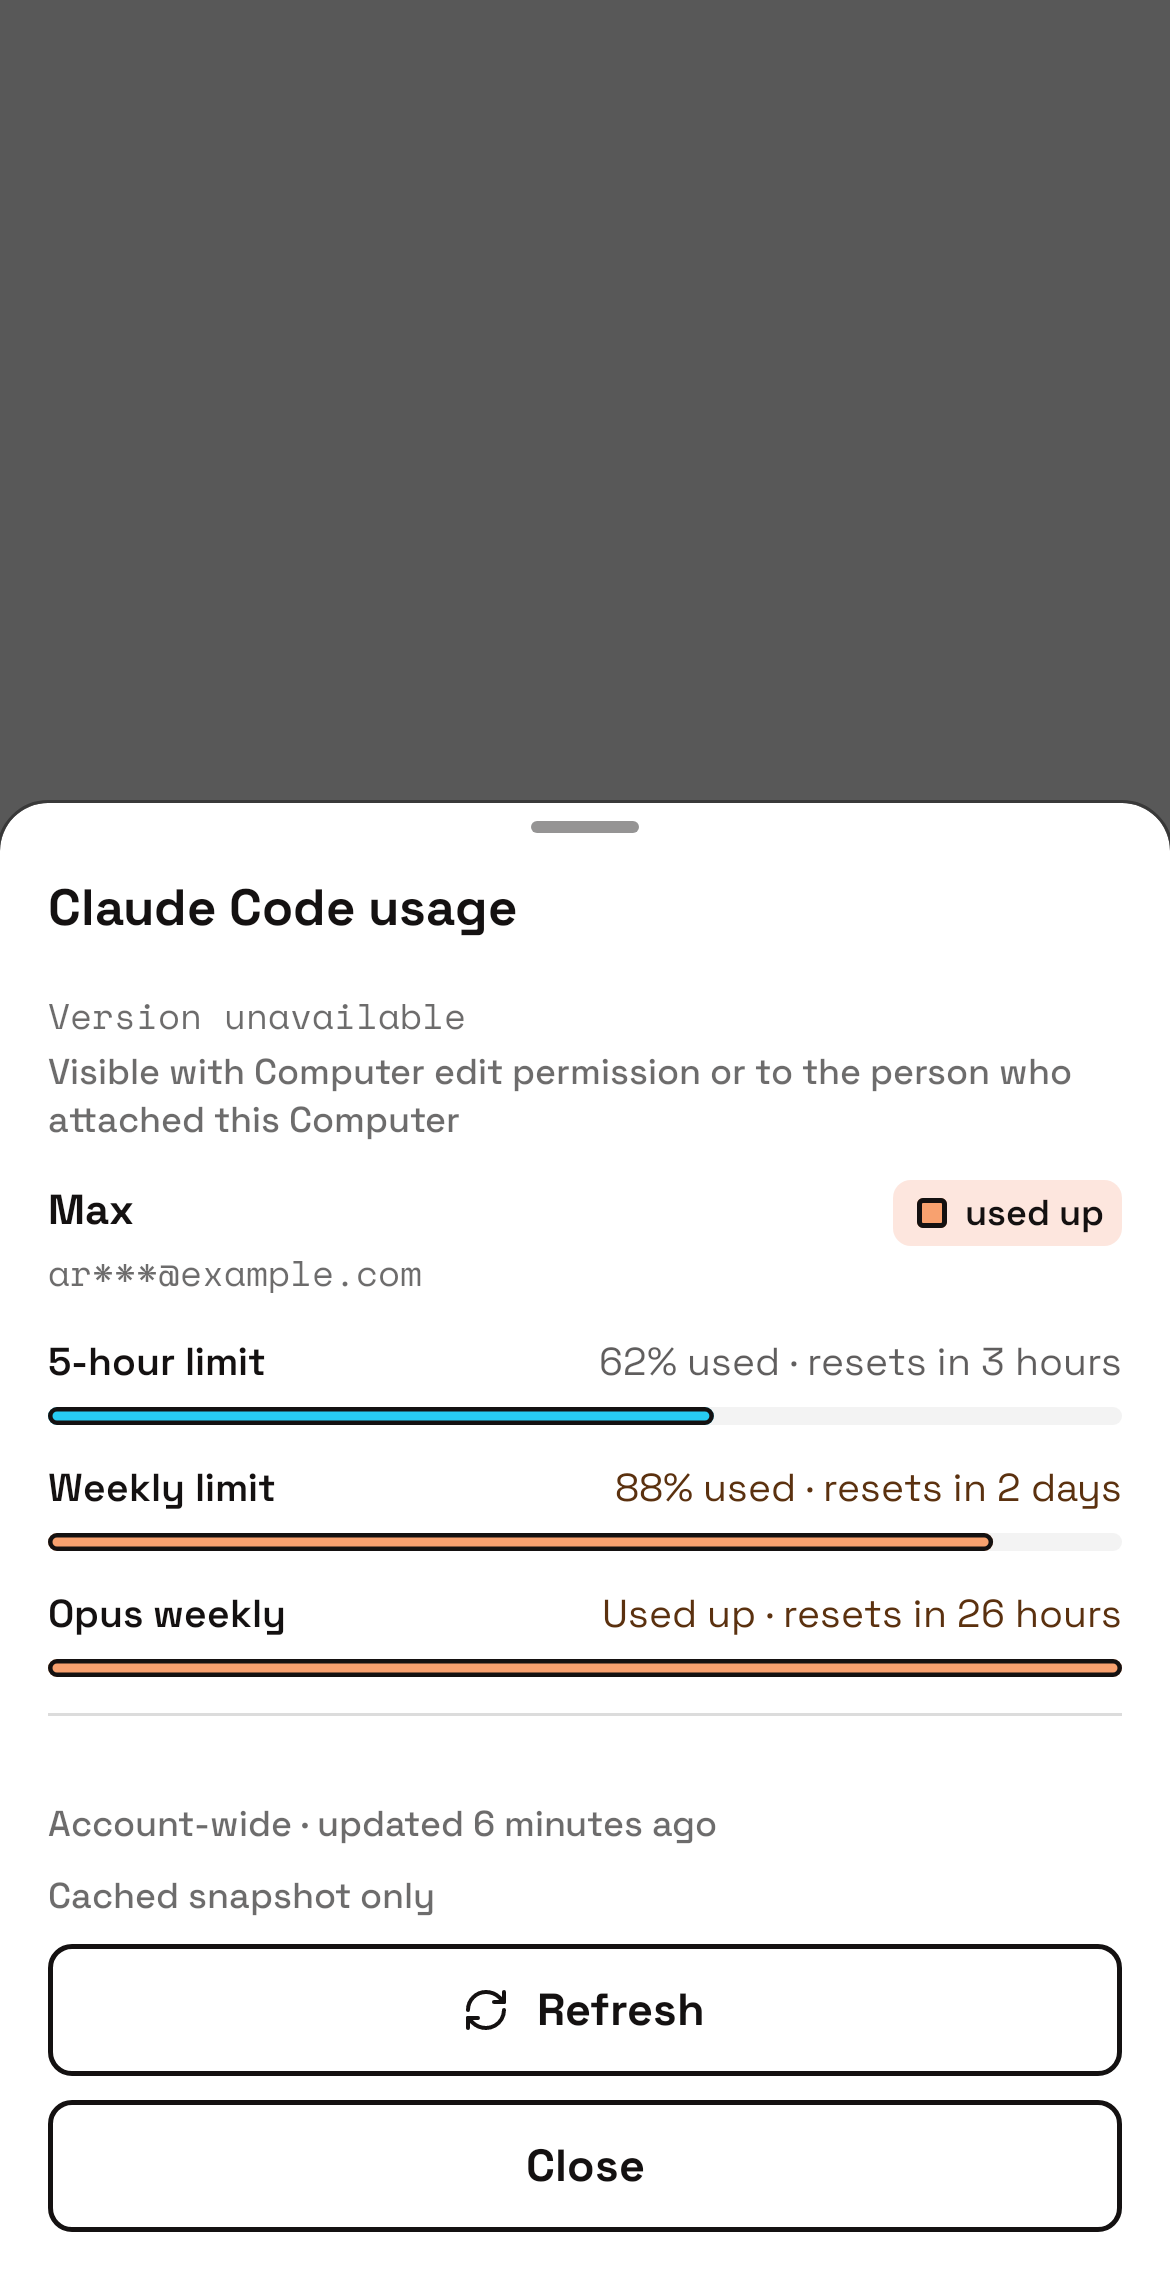 Claude Code usage
Version unavailable
Visible with Computer edit permission or to the person who
attached this Computer
Max
used up
ar***@example.com
5-hour limit
62% used · resets in 3 hours
Weekly limit
88% used · resets in 2 days
Opus weekly
Used up · resets in 26 hours
Account-wide · updated 6 minutes ago
Cached snapshot only
Refresh
Close